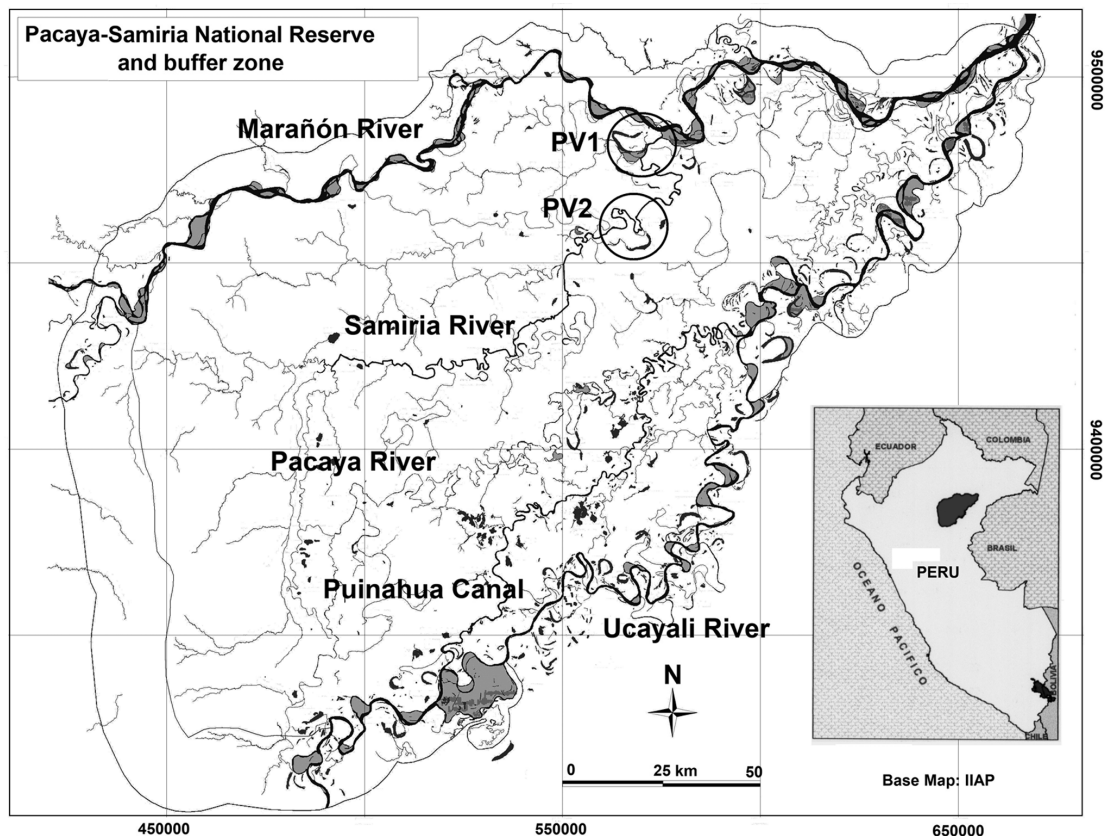 Pacaya-Samiria National Reserve
and buffer zone
Marañón River
PV1
PV2
Samiria River
Pacaya River
Puinahua Canal
Ucayali River
N
0 25 km 50
Base Map: IIAP
ECUADOR
COLOMBIA
BRASIL
PERU
OCEANO PACÍFICO
BOLIVIA
CHILE
9500000
9400000
450000
550000
650000